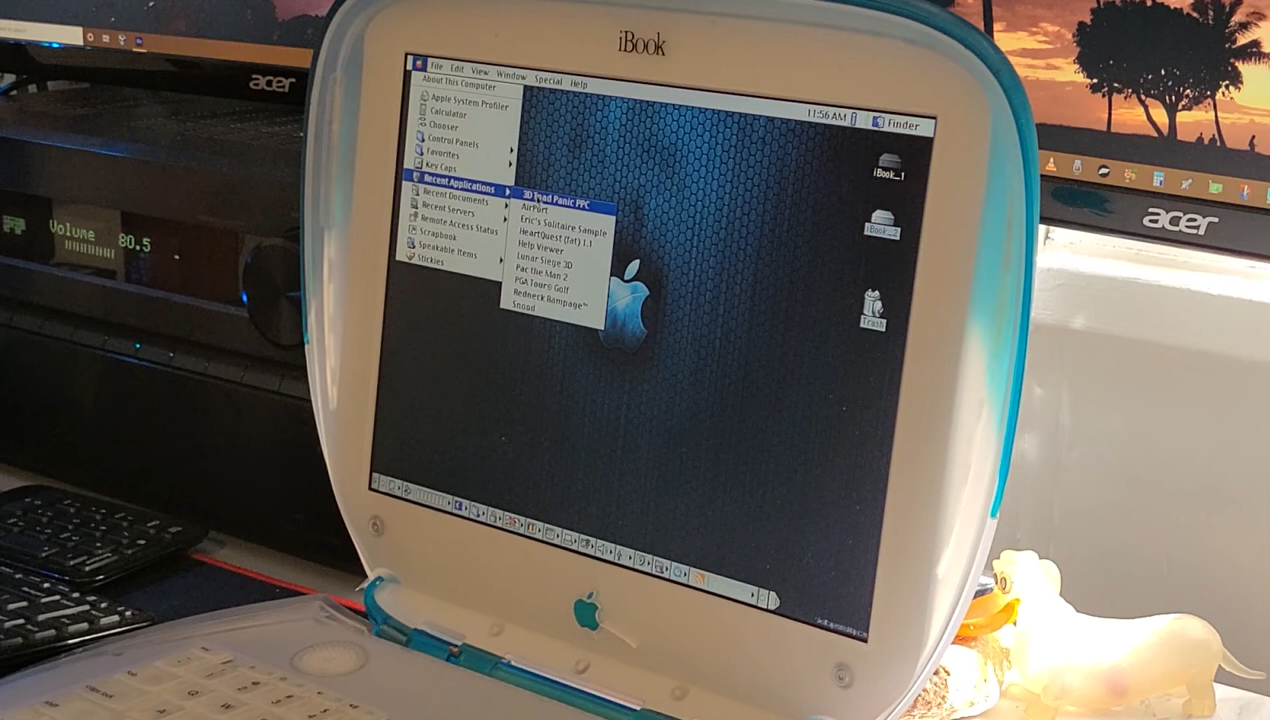 iBook
acer
Volume 80.5
File Edit View Window Special Help
11:56 AM Finder
About This Computer
Apple System Profiler
Calculator
Chooser
Control Panels
Favorites
Key Caps
Recent Applications
Recent Documents
Recent Servers
Remote Access Status
Scrapbook
Speakable Items
Stickies
3D Toad Panic PPC
AirPort
Eric's Solitaire Sample
HeartQuest (fat) 1.1
Help Viewer
Lunar Siege 3D
Pac the Man 2
PGA Tour® Golf
Redneck Rampage™
Snood
iBook_1
iBook_2
Trash
acer